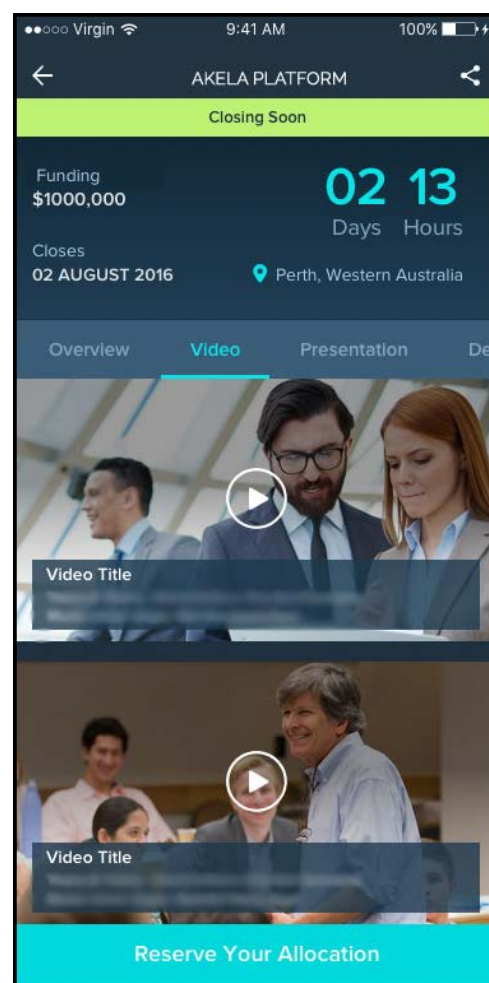 Virgin 9:41 AM 100%
AKELA PLATFORM
Closing Soon
Funding
$1000,000
02 13
Days Hours
Closes
02 AUGUST 2016
Perth, Western Australia
Overview Video Presentation De
Video Title
Video Title
Reserve Your Allocation